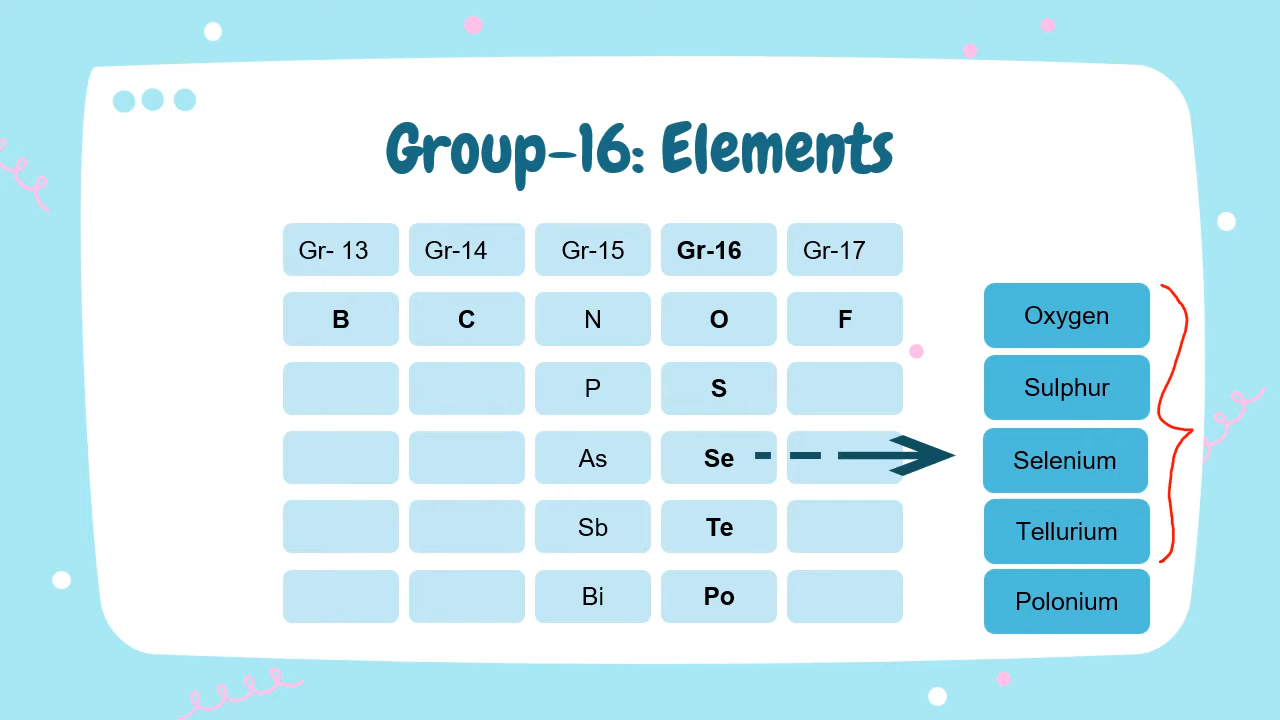 Group-16: Elements
Gr- 13 Gr-14 Gr-15 Gr-16 Gr-17
B C N O F
P S
As Se
Sb Te
Bi Po
Oxygen
Sulphur
Selenium
Tellurium
Polonium